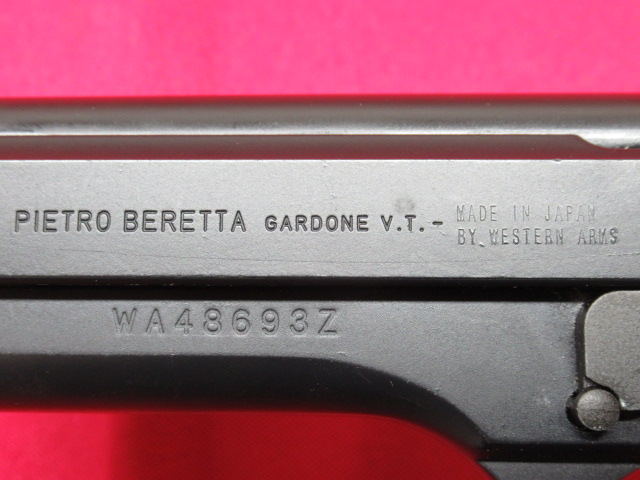 PIETRO BERETTA GARDONE V.T. - MADE IN JAPAN
BY WESTERN ARMS
WA48693Z